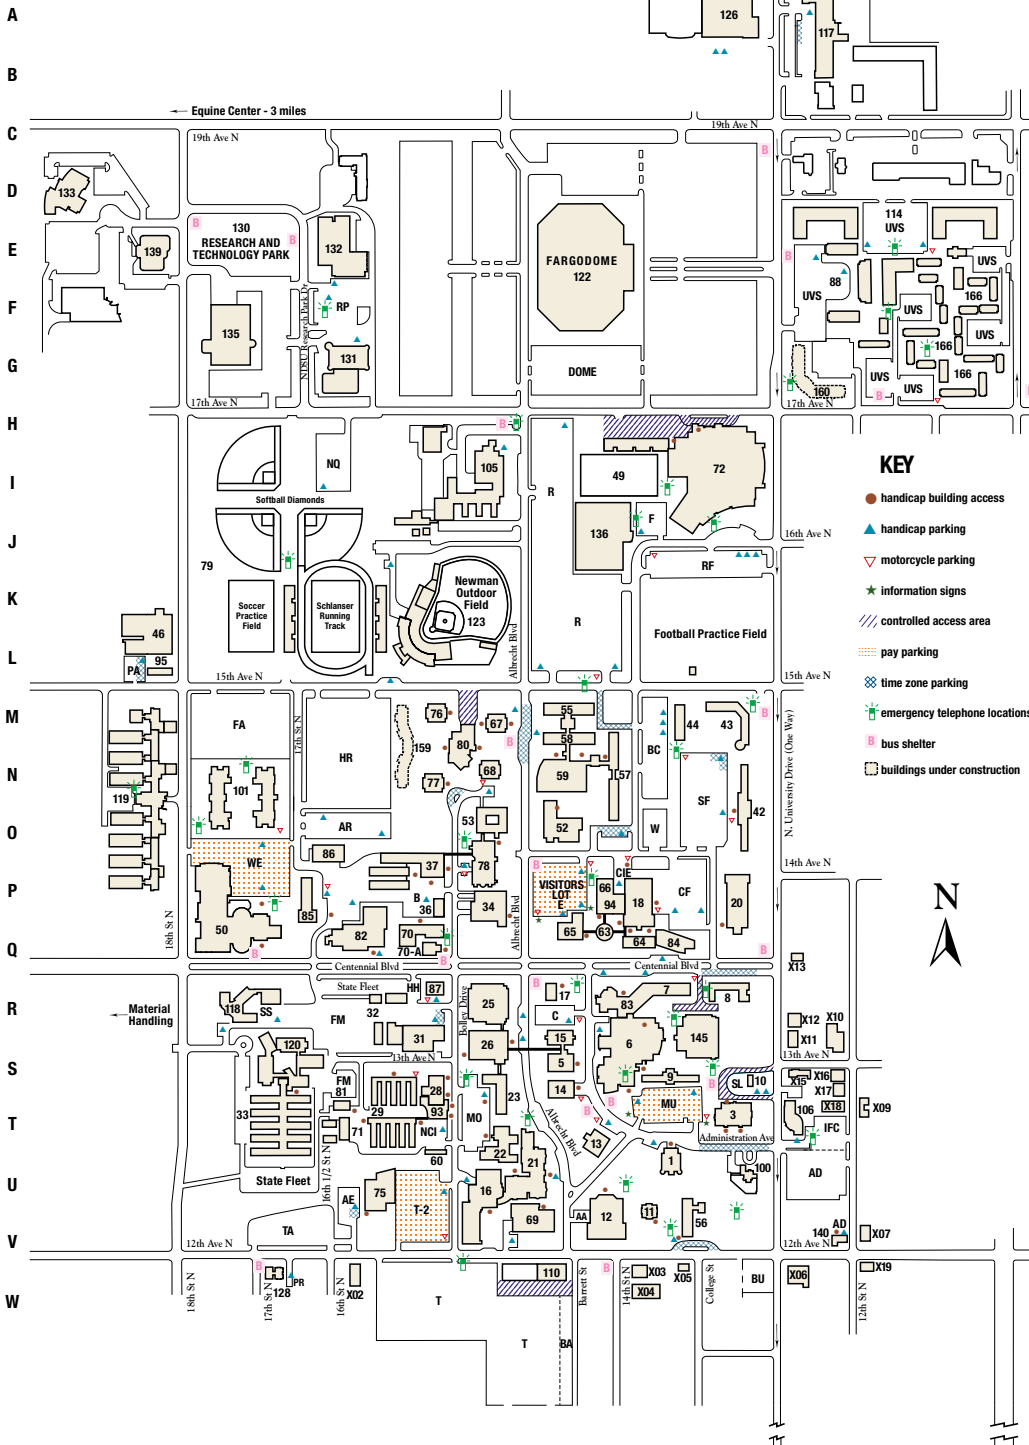 A
126
117
B
Equine Center - 3 miles
C
19th Ave N
19th Ave N
B
D
133
114
UVS
B
130
RESEARCH AND
TECHNOLOGY PARK
B
132
E
139
FARGODOME
122
B
UVS
88
UVS
166
F
RP
UVS
UVS
135
NDSU Research Park Dr
131
166
G
DOME
UVS
UVS
166
160
B
17th Ave N
17th Ave N
H
B
KEY
I
NQ
105
R
49
72
handicap building access
Softball Diamonds
F
handicap parking
J
79
136
16th Ave N
RF
motorcycle parking
K
Newman
Outdoor
Field
123
Soccer
Practice
Field
Schlanser
Running
Track
information signs
46
R
Football Practice Field
controlled access area
L
PA
95
Albrecht Blvd
pay parking
15th Ave N
15th Ave N
time zone parking
M
FA
17th St N
76
67
55
44
43
B
emergency telephone locations
159
80
B
58
BC
B
bus shelter
N
HR
68
59
57
N. University Drive (One Way)
buildings under construction
119
101
77
SF
42
O
AR
53
52
W
WE
86
37
78
B
14th Ave N
P
VISITORS
LOT
E
CIE
66
94
18
CF
20
N
B
36
34
85
18th St N
50
82
70
70-A
Albrecht Blvd
65
63
64
84
Q
B
B
B
Centennial Blvd
Centennial Blvd
X13
State Fleet
HH
87
B
17
7
8
R
Material
Handling
118
SS
FM
32
Bolley Drive
25
C
83
X12
X10
31
26
15
6
145
X11
120
13th Ave N
13th Ave N
S
5
B
FM
81
28
14
9
SL
10
X15
X16
X17
33
29
93
23
B
B
MU
3
106
X18
X09
T
71
NCI
MO
Albrecht Blvd
13
Administration Ave
IFC
60
22
21
1
100
AD
U
State Fleet
16 1/2 St N
75
16
AE
T-2
AA
12
11
56
TA
69
AD
140
X07
V
12th Ave N
12th Ave N
B
PR
128
X02
110
B
X03
X05
BU
X06
X19
X04
W
18th St N
17th St N
16th St N
T
Barrett St
14th St N
College St
12th St N
T
BA